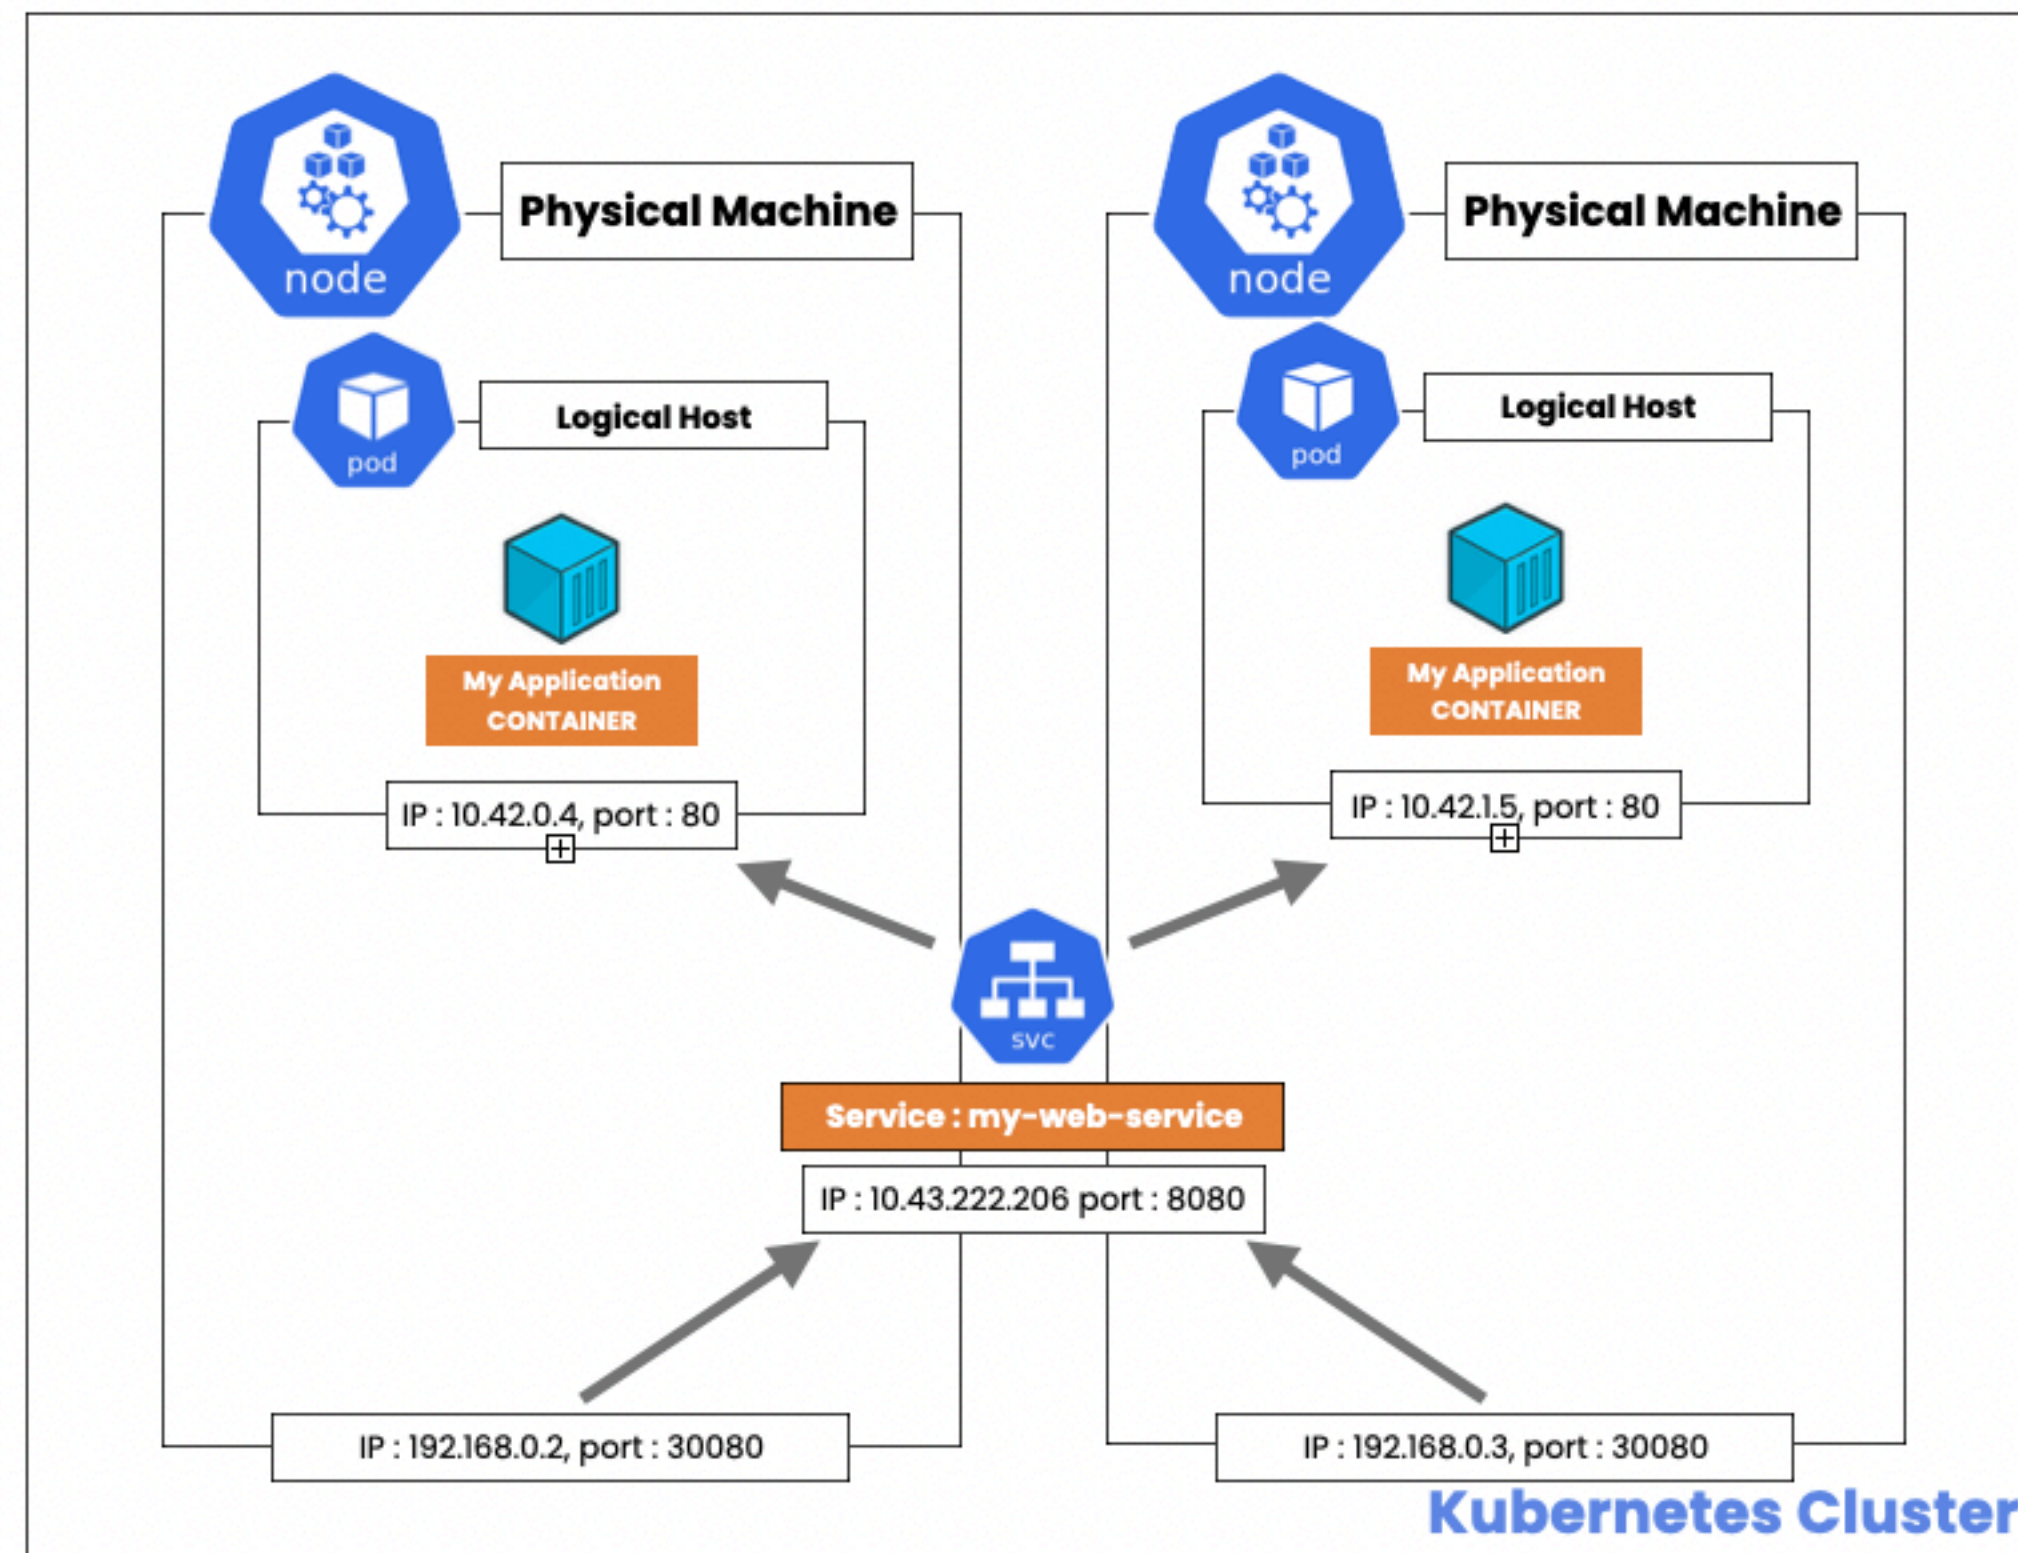 Physical Machine
node
Logical Host
pod
My Application
CONTAINER
IP : 10.42.0.4, port : 80
Physical Machine
node
Logical Host
pod
My Application
CONTAINER
IP : 10.42.1.5, port : 80
svc
Service : my-web-service
IP : 10.43.222.206 port : 8080
IP : 192.168.0.2, port : 30080
IP : 192.168.0.3, port : 30080
Kubernetes Cluster